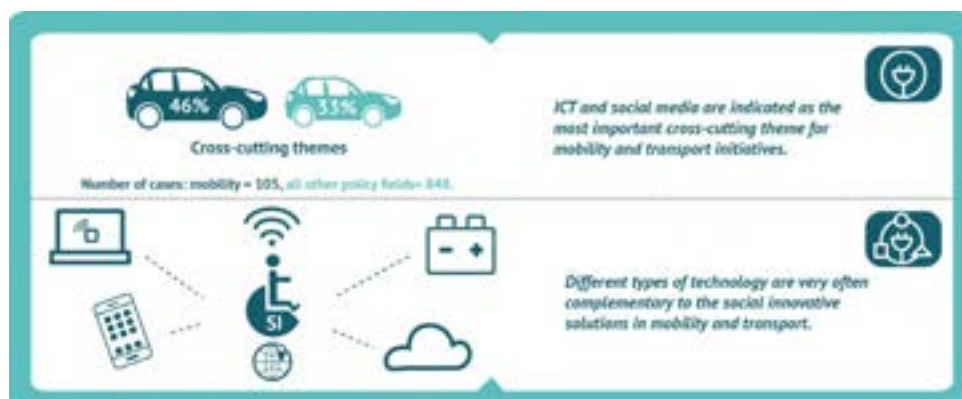 46%
33%
Cross-cutting themes
Number of cases: mobility = 105, all other policy fields= 848.
ICT and social media are indicated as the
most important cross-cutting theme for
mobility and transport initiatives.
SI
Different types of technology are very often
complementary to the social innovative
solutions in mobility and transport.